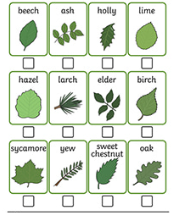 beech ash holly lime
hazel larch elder birch
sycamore yew sweet chestnut oak